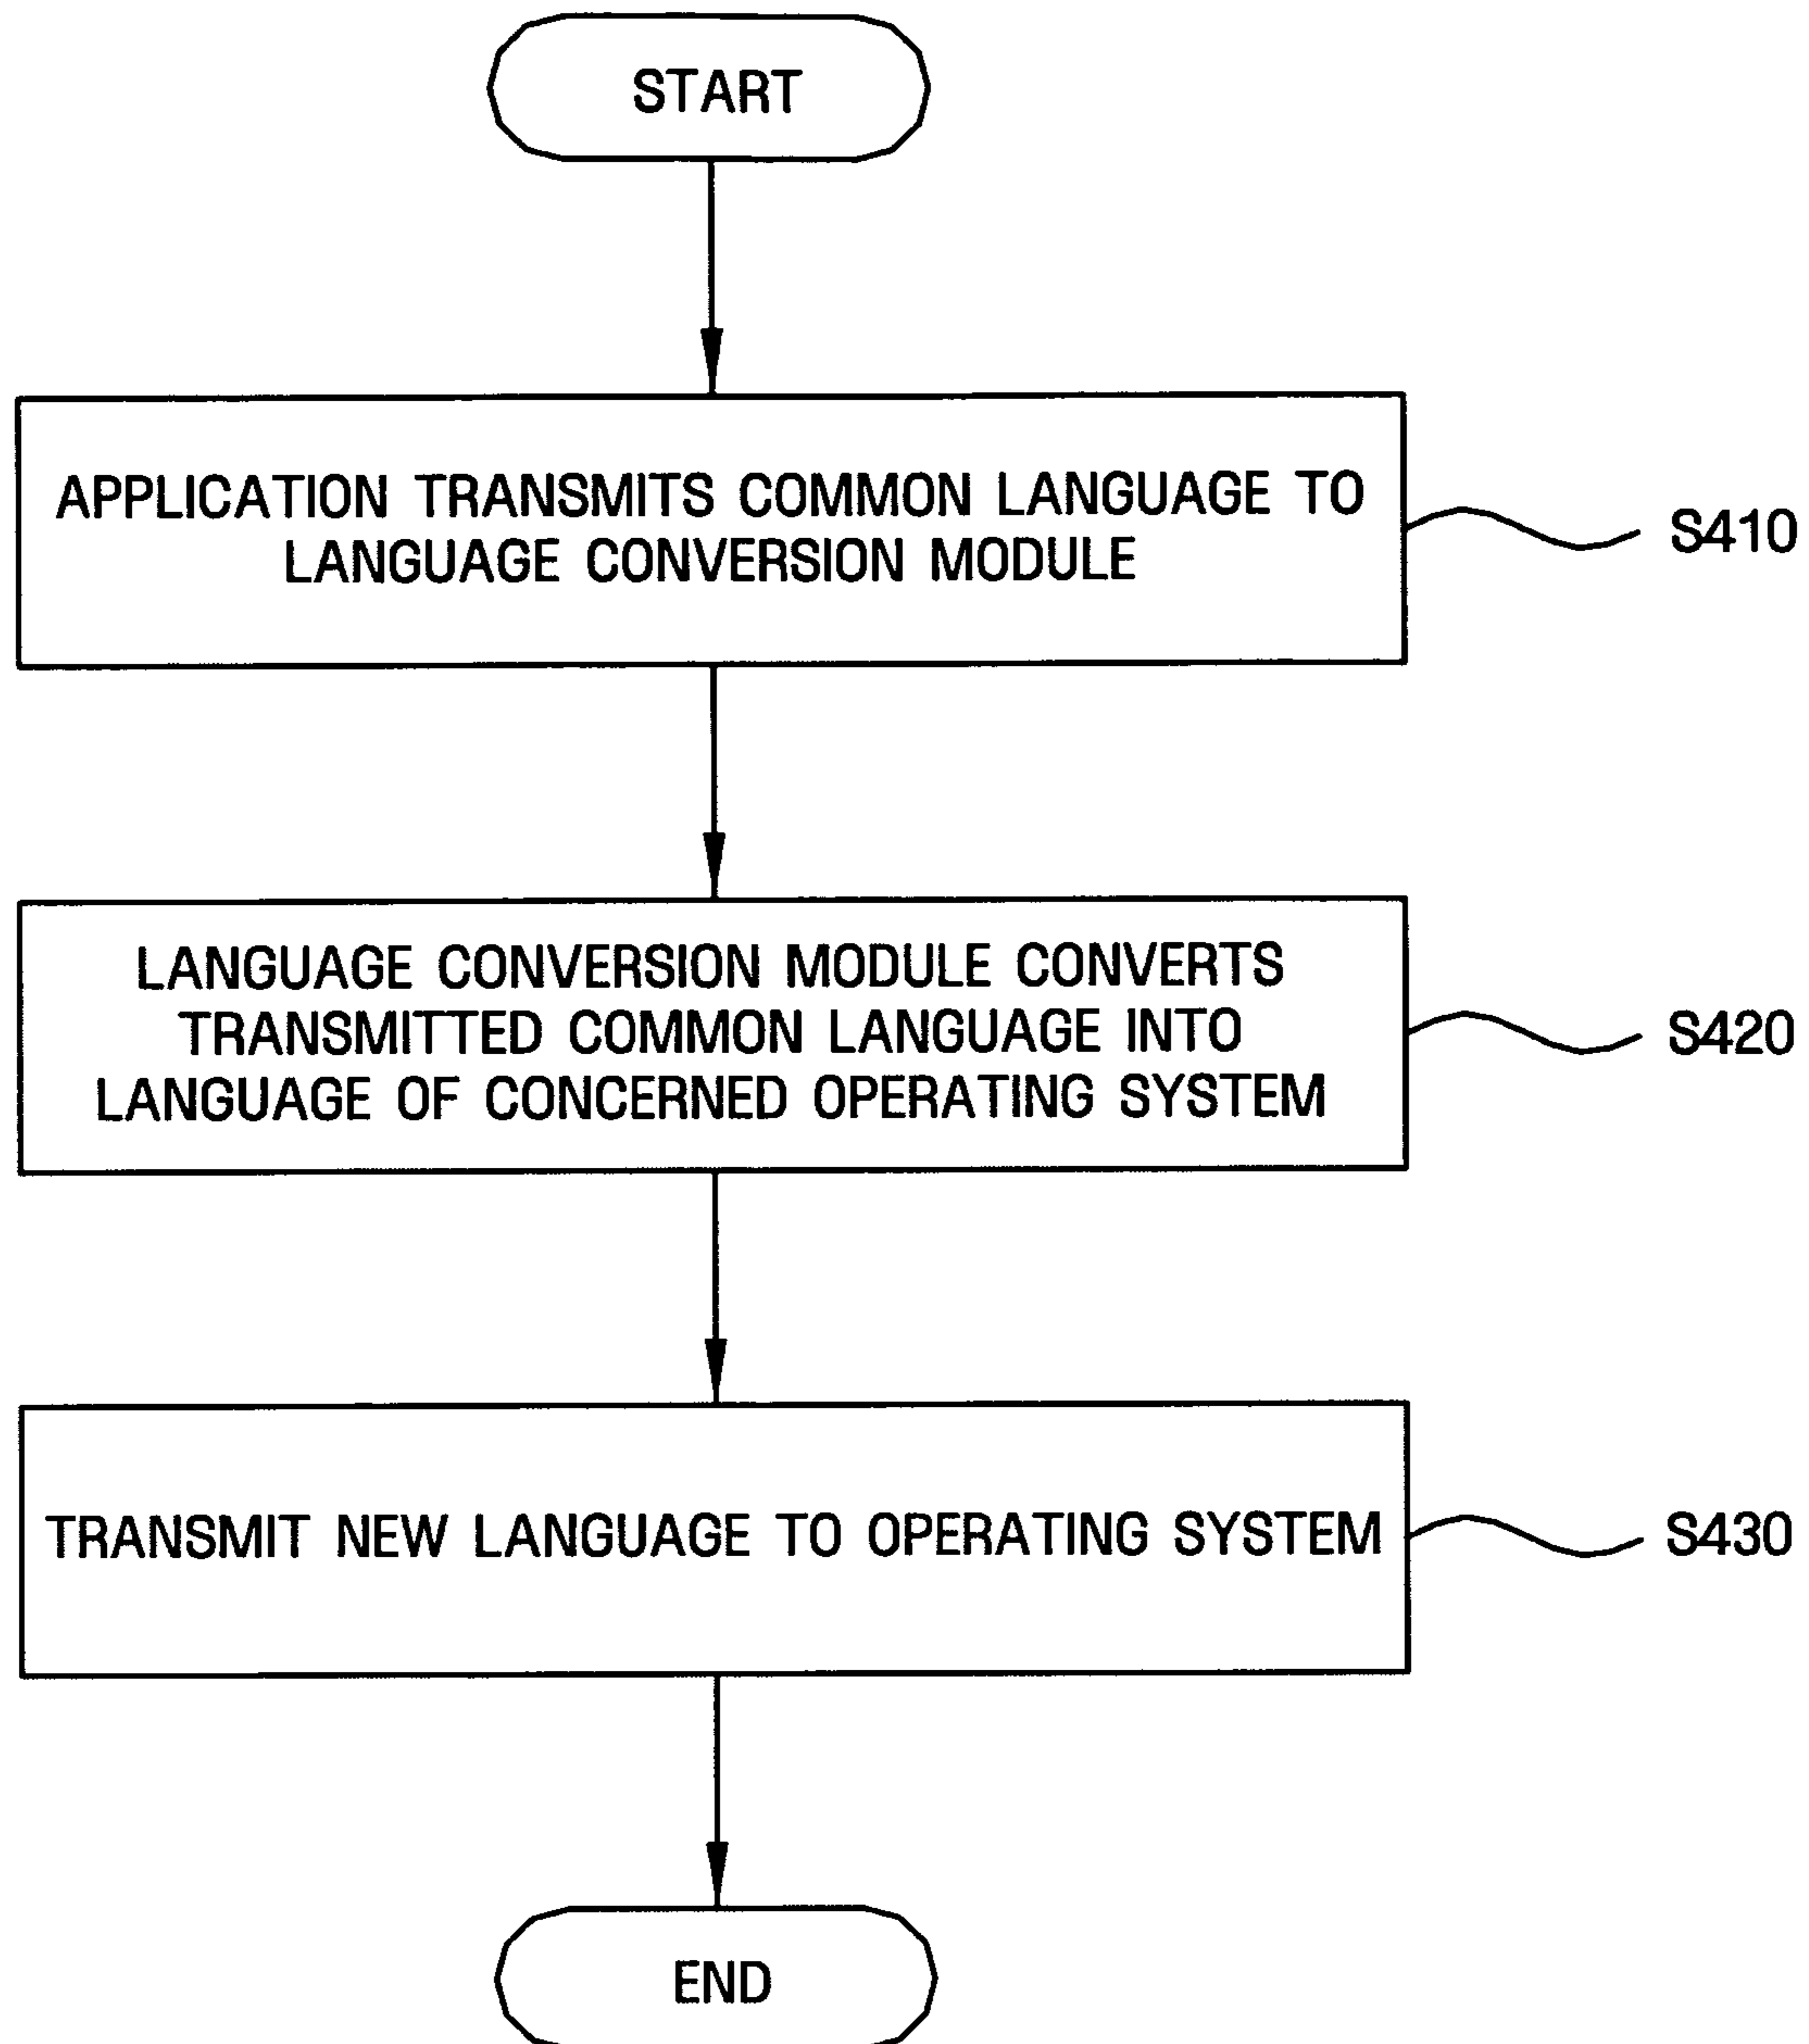 START
APPLICATION TRANSMITS COMMON LANGUAGE TO
LANGUAGE CONVERSION MODULE
S410
LANGUAGE CONVERSION MODULE CONVERTS
TRANSMITTED COMMON LANGUAGE INTO
LANGUAGE OF CONCERNED OPERATING SYSTEM
S420
TRANSMIT NEW LANGUAGE TO OPERATING SYSTEM
S430
END